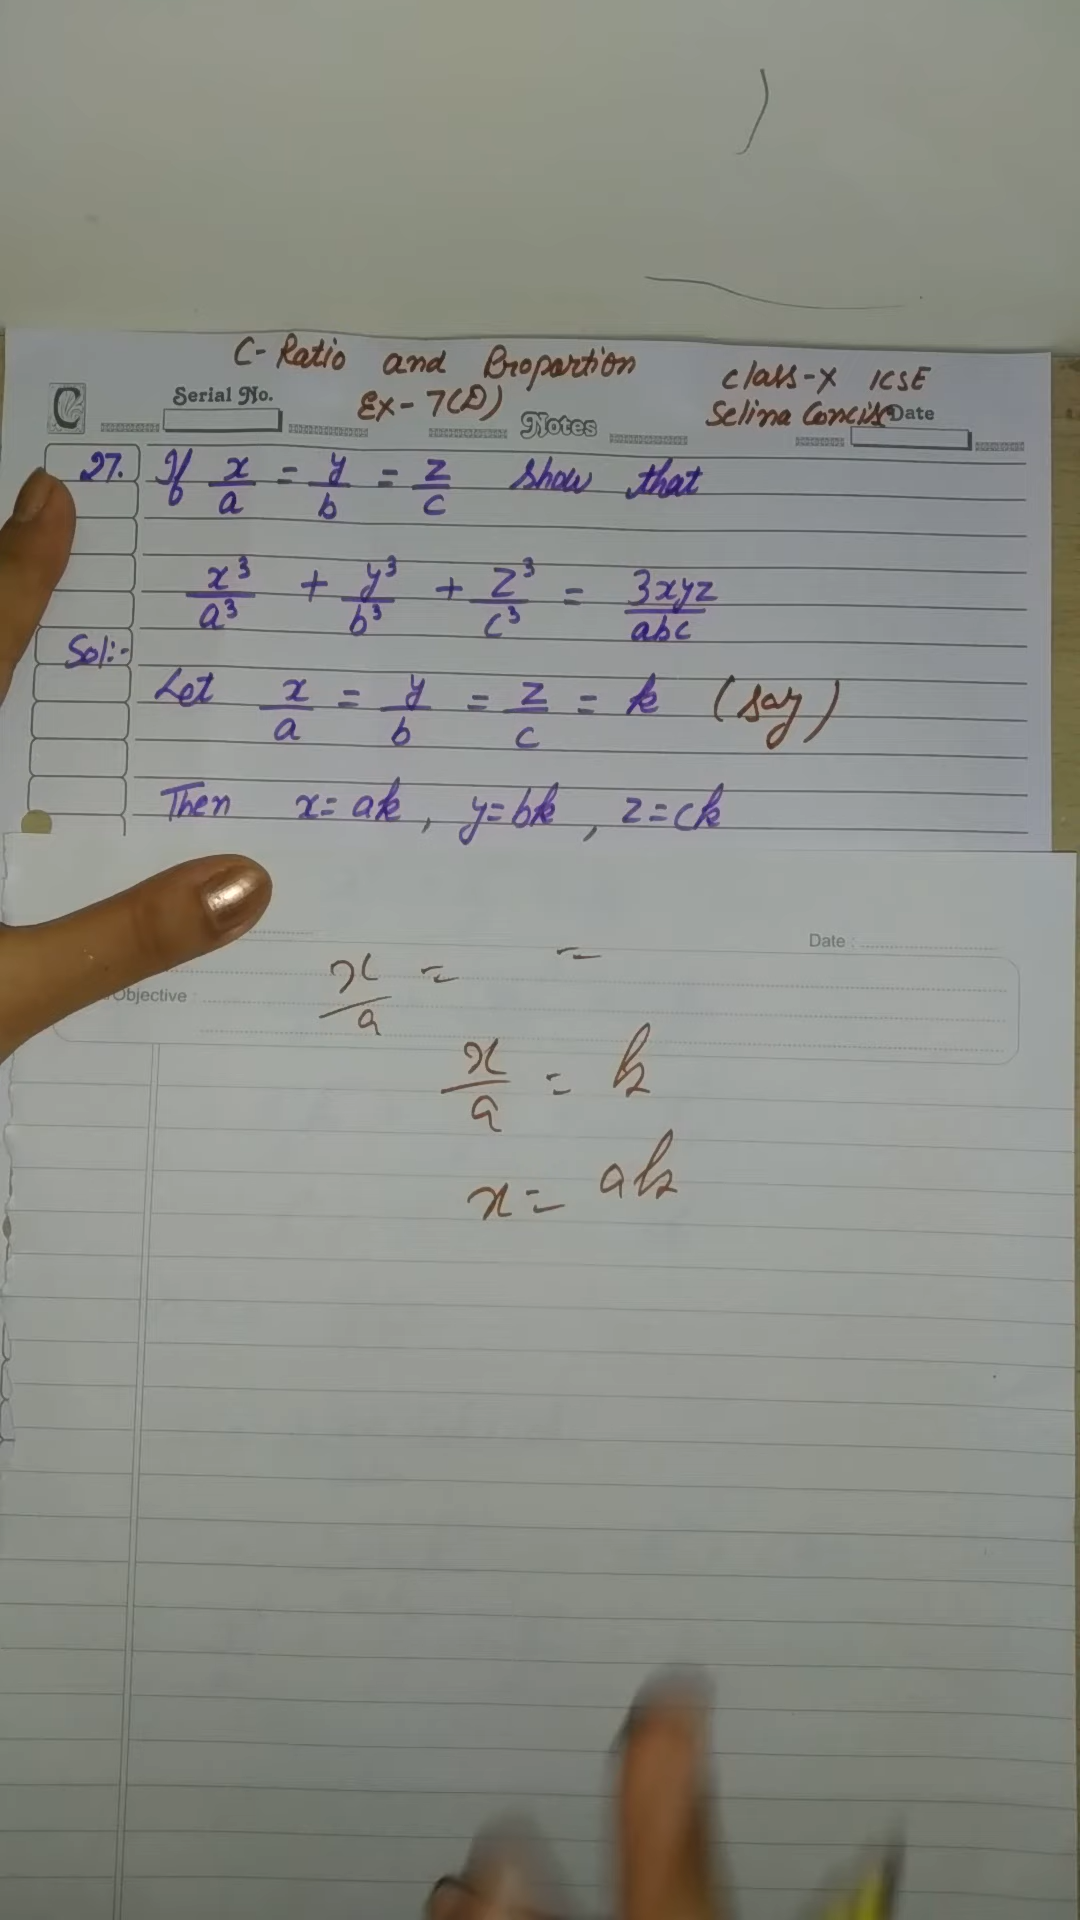 C- Ratio and Proportion
Class-X ICSE
Serial No.
Ex-7(D)
Notes
Selina Concise
Date
C
27. If x/a = y/b = z/c show that
x³/a³ + y³/b³ + z³/c³ = 3xyz/abc
Sol:-
Let x/a = y/b = z/c = k (say)
Then x=ak, y=bk, z=ck
Date :
x/a = =
Objective :
x/a = k
x= ak